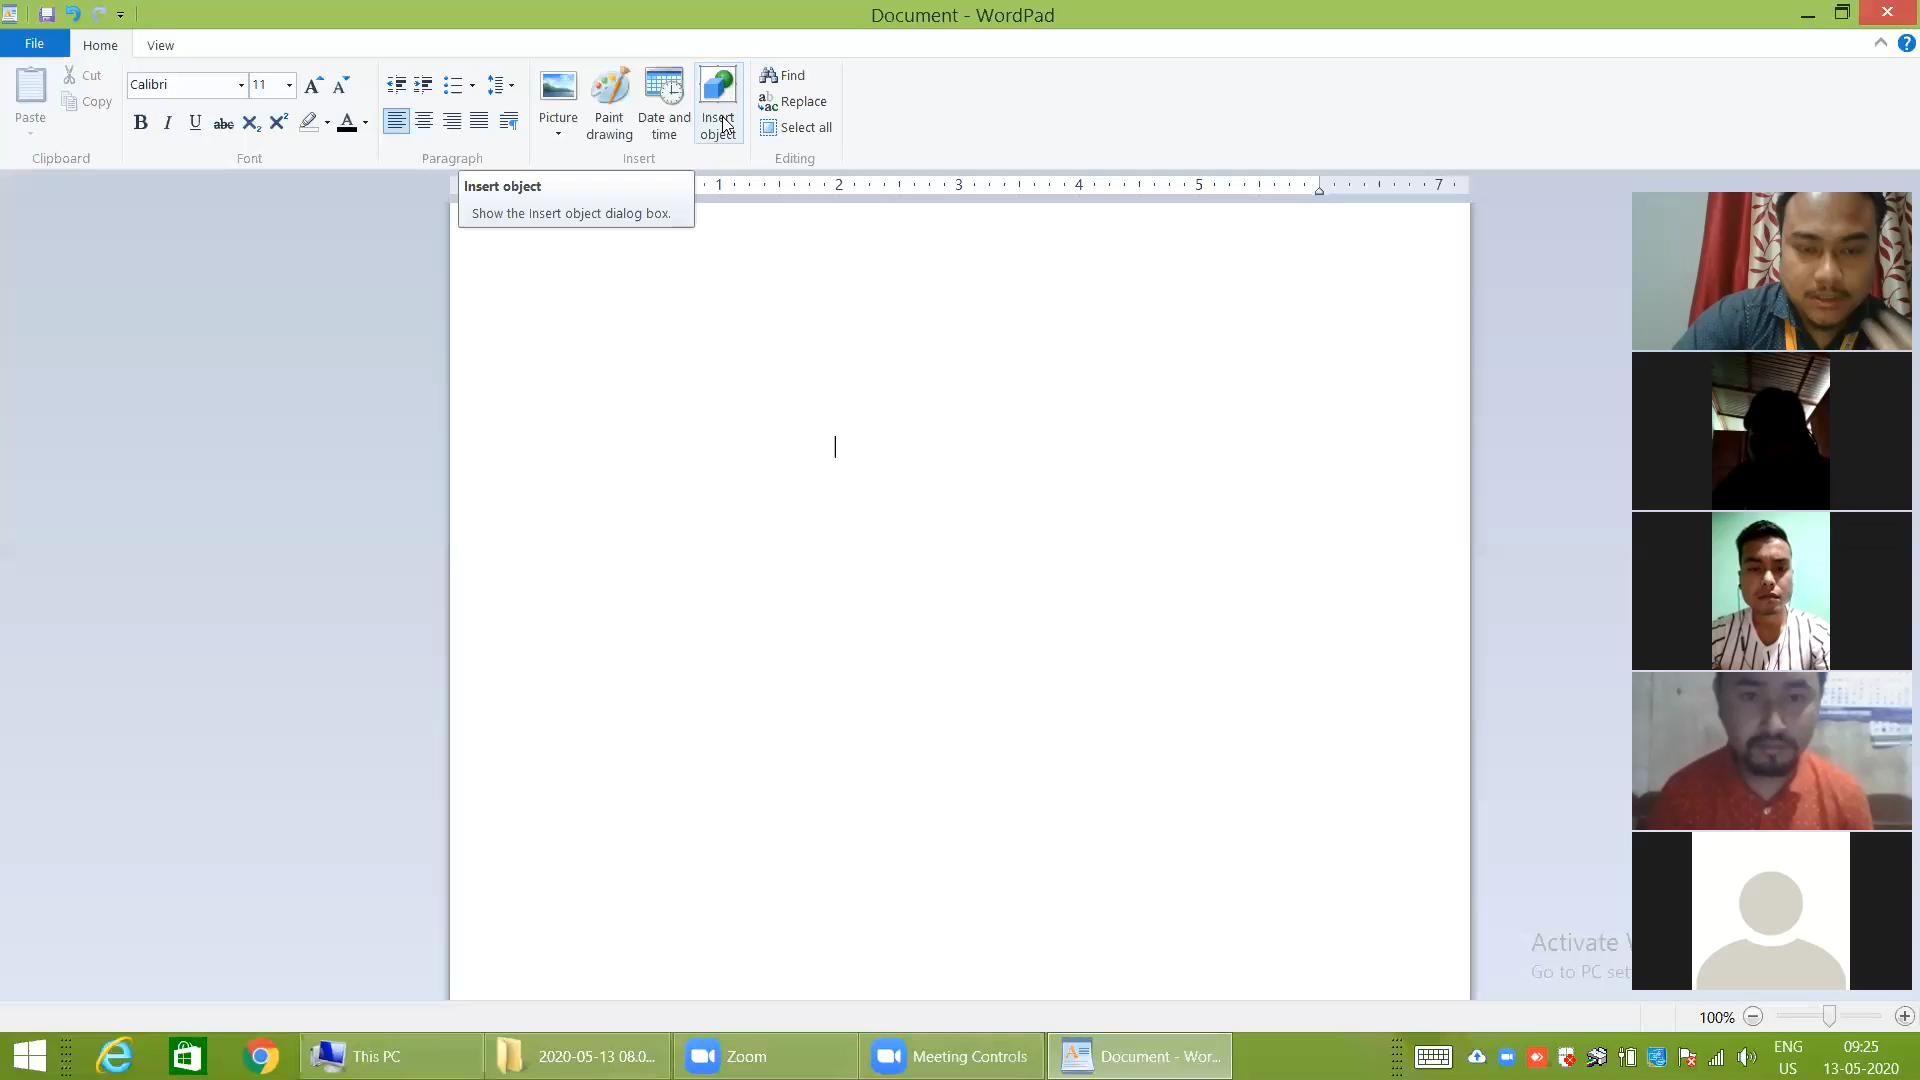 Document - WordPad
File Home View
Paste
Cut
Copy
Clipboard
Calibri 11
B I U abc X₂ X² A
Font
Paragraph
Picture
Paint drawing
Date and time
Insert object
Insert
Find
Replace
Select all
Editing
Insert object
Show the Insert object dialog box.
1 2 3 4 5 7
Activate
Go to PC
100%
This PC
2020-05-13 08.0...
Zoom
Meeting Controls
Document - Wor...
ENG
US
09:25
13-05-2020